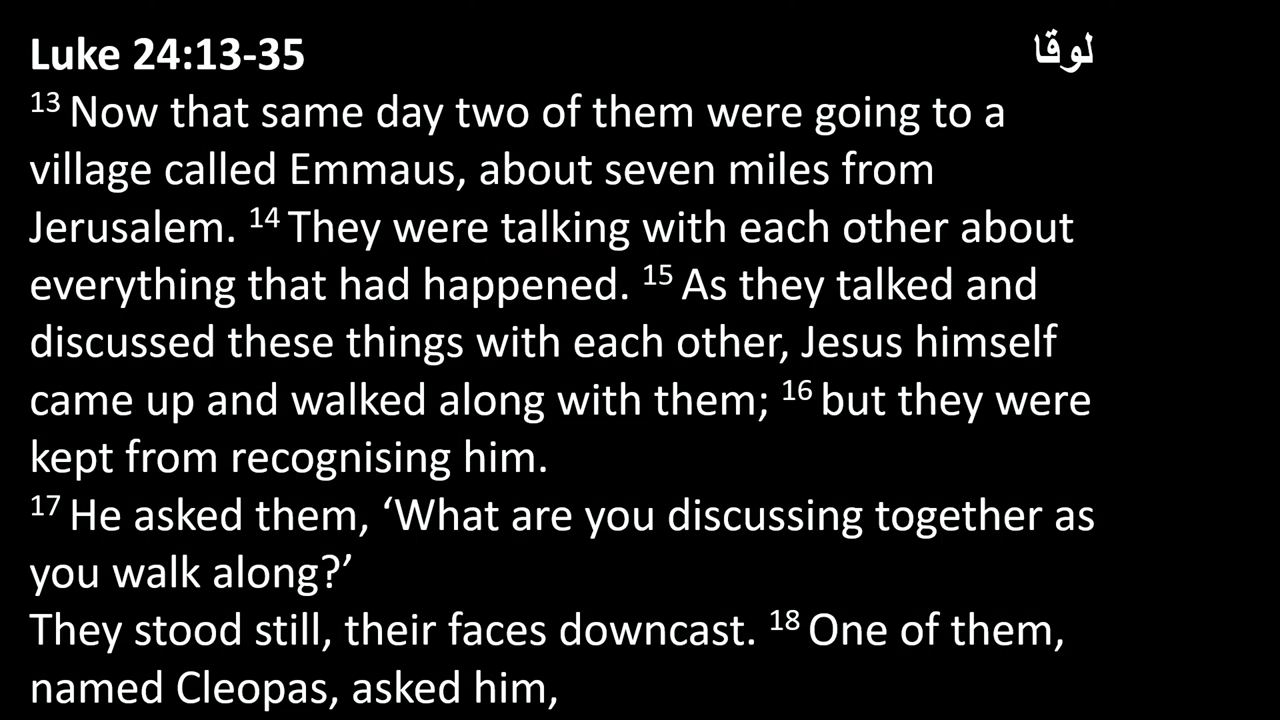 Luke 24:13-35 لوقا
13 Now that same day two of them were going to a
village called Emmaus, about seven miles from
Jerusalem. 14 They were talking with each other about
everything that had happened. 15 As they talked and
discussed these things with each other, Jesus himself
came up and walked along with them; 16 but they were
kept from recognising him.
17 He asked them, ‘What are you discussing together as
you walk along?’
They stood still, their faces downcast. 18 One of them,
named Cleopas, asked him,